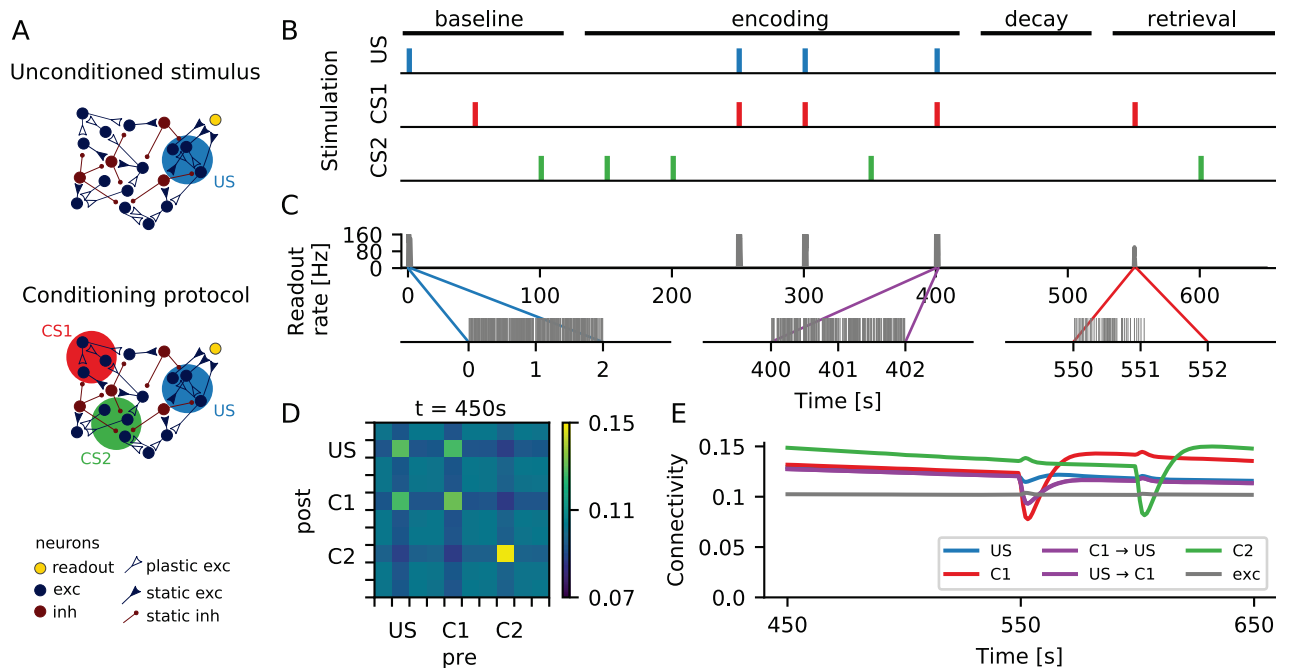 A
Unconditioned stimulus
US
Conditioning protocol
CS1
US
CS2
neurons
readout
exc
inh
plastic exc
static exc
static inh
B
baseline
encoding
decay
retrieval
Stimulation
US
CS1
CS2
C
Readout
rate [Hz]
160
80
0
0 100 200 300 400 500 600
0 1 2
400 401 402
550 551 552
Time [s]
D
t = 450s
post
US
C1
C2
US C1 C2
pre
0.15
0.11
0.07
E
Connectivity
0.15
0.10
0.05
0.0
450 550 650
Time [s]
US
C1
C1 → US
US → C1
C2
exc